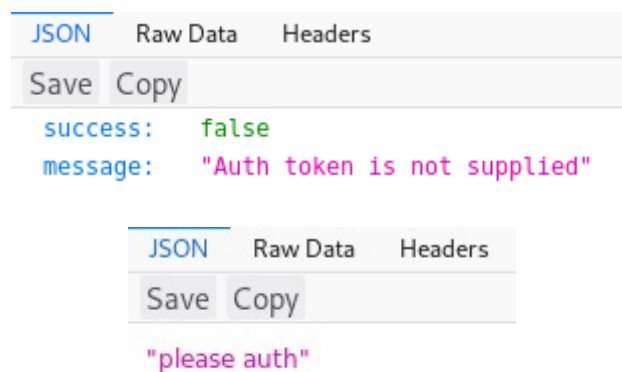 JSON Raw Data Headers
Save Copy
success: false
message: "Auth token is not supplied"
JSON Raw Data Headers
Save Copy
"please auth"